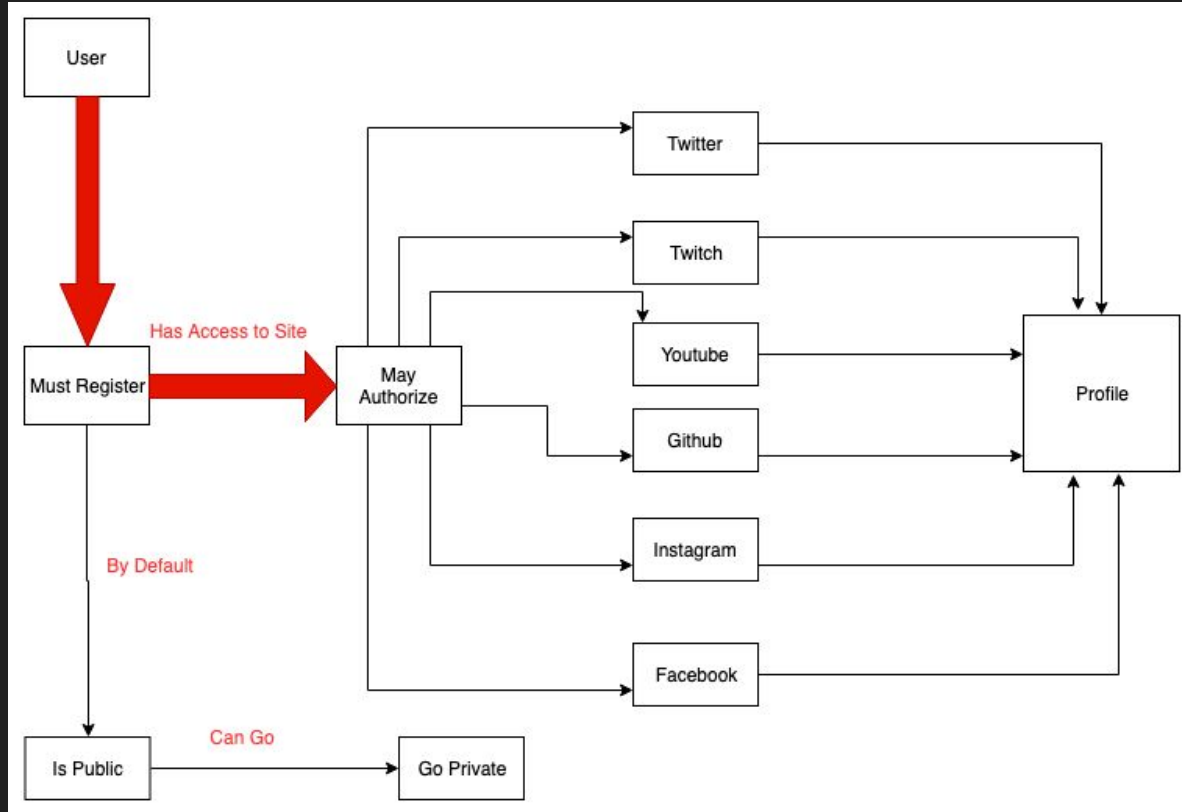 User
Twitter
Twitch
Has Access to Site
Must Register
May
Authorize
Youtube
Github
Profile
Instagram
By Default
Facebook
Can Go
Is Public
Go Private